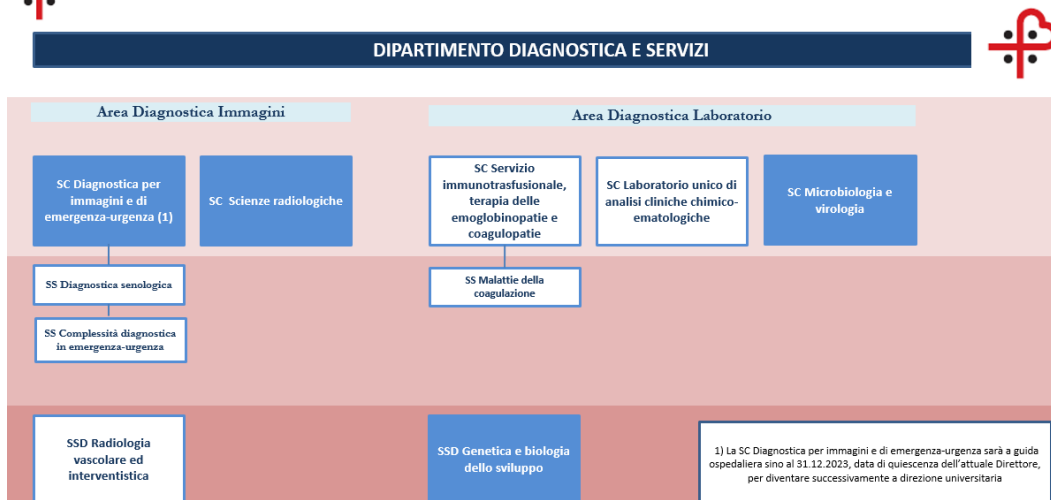 DIPARTIMENTO DIAGNOSTICA E SERVIZI
Area Diagnostica Immagini
Area Diagnostica Laboratorio
SC Diagnostica per
immagini e di
emergenza-urgenza (1)
SC Scienze radiologiche
SC Servizio
immunotrasfusionale,
terapia delle
emoglobinopatie e
coagulopatie
SC Laboratorio unico di
analisi cliniche chimico-
ematologiche
SC Microbiologia e
virologia
SS Diagnostica senologica
SS Malattie della
coagulazione
SS Complessità diagnostica
in emergenza-urgenza
SSD Radiologia
vascolare ed
interventistica
SSD Genetica e biologia
dello sviluppo
1) La SC Diagnostica per immagini e di emergenza-urgenza sarà a guida
ospedaliera sino al 31.12.2023, data di quiescenza dell'attuale Direttore,
per diventare successivamente a direzione universitaria